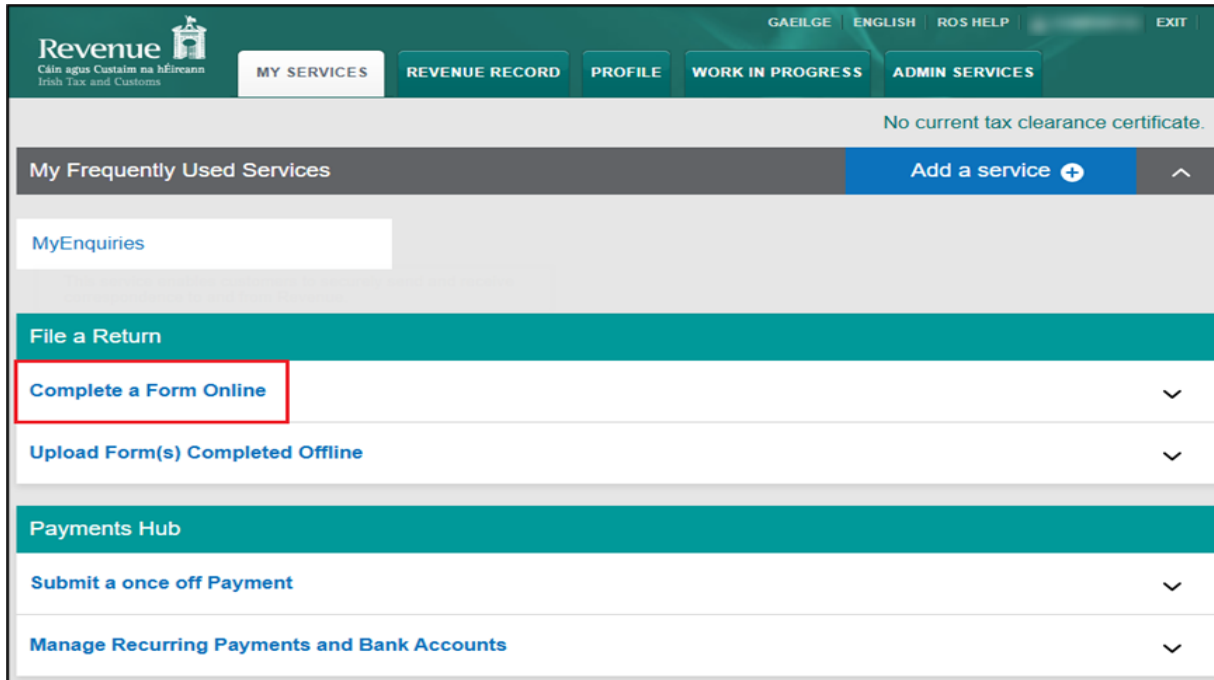 GAEILGE ENGLISH ROS HELP EXIT
Revenue
Cáin agus Custaim na hÉireann
Irish Tax and Customs
MY SERVICES REVENUE RECORD PROFILE WORK IN PROGRESS ADMIN SERVICES
No current tax clearance certificate.
My Frequently Used Services Add a service
MyEnquiries
File a Return
Complete a Form Online
Upload Form(s) Completed Offline
Payments Hub
Submit a once off Payment
Manage Recurring Payments and Bank Accounts